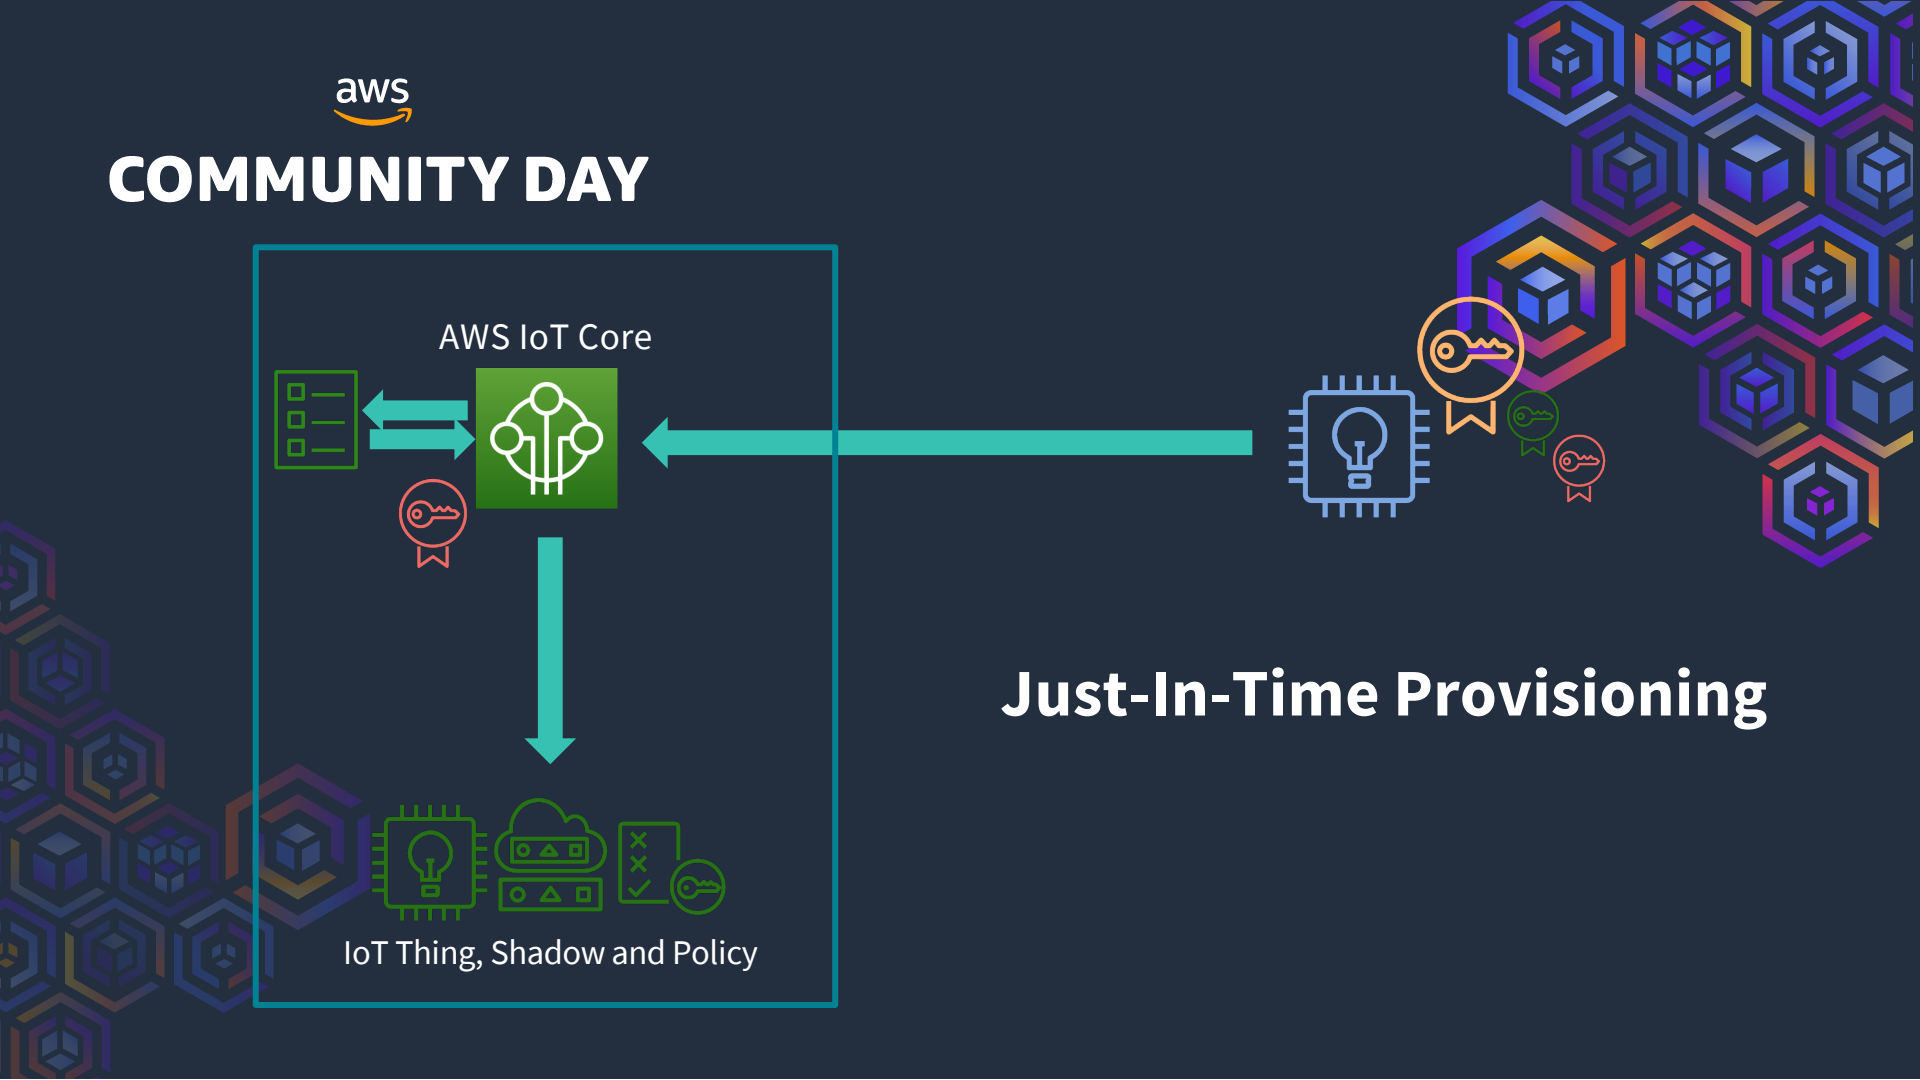 aws
COMMUNITY DAY
AWS IoT Core
Just-In-Time Provisioning
IoT Thing, Shadow and Policy